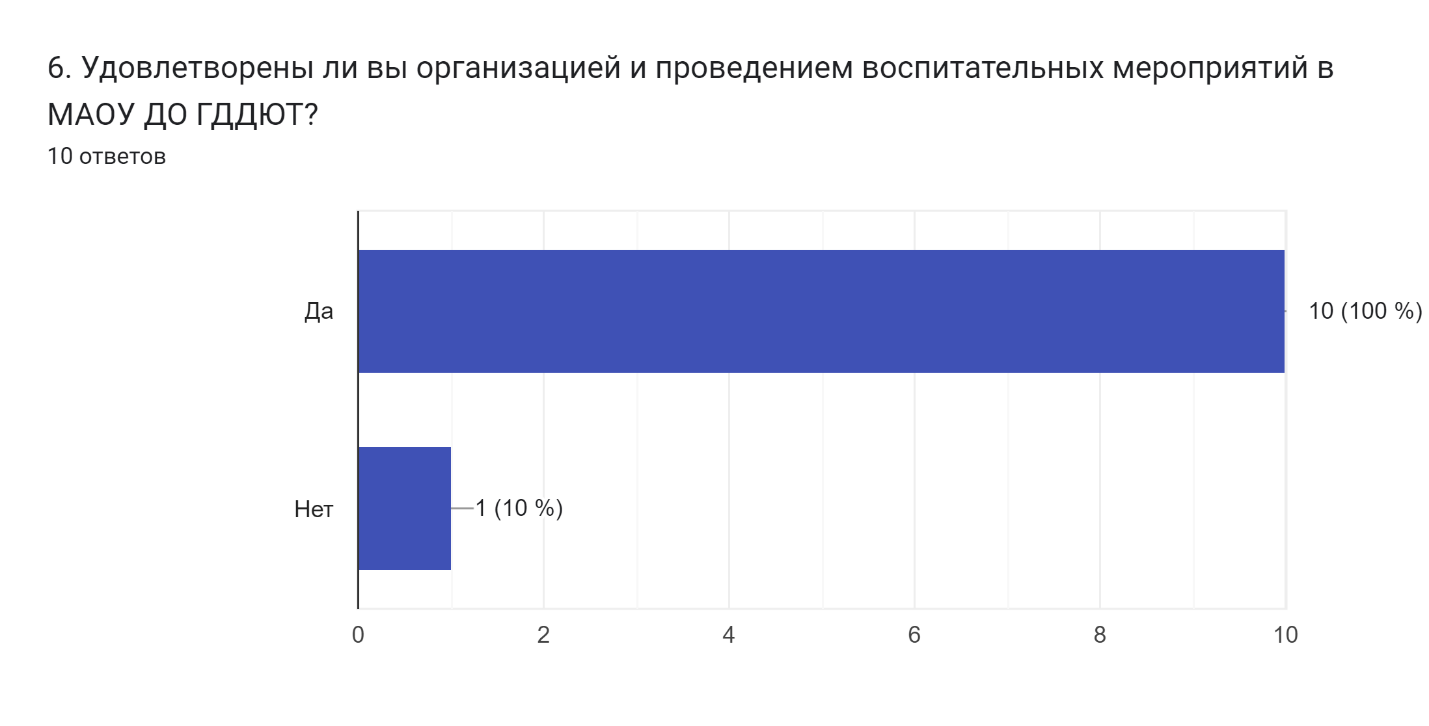 6. Удовлетворены ли вы организацией и проведением воспитательных мероприятий в
МАОУ ДО ГДДЮТ?
10 ответов
Да
10 (100 %)
Нет
1 (10 %)
0
2
4
6
8
10